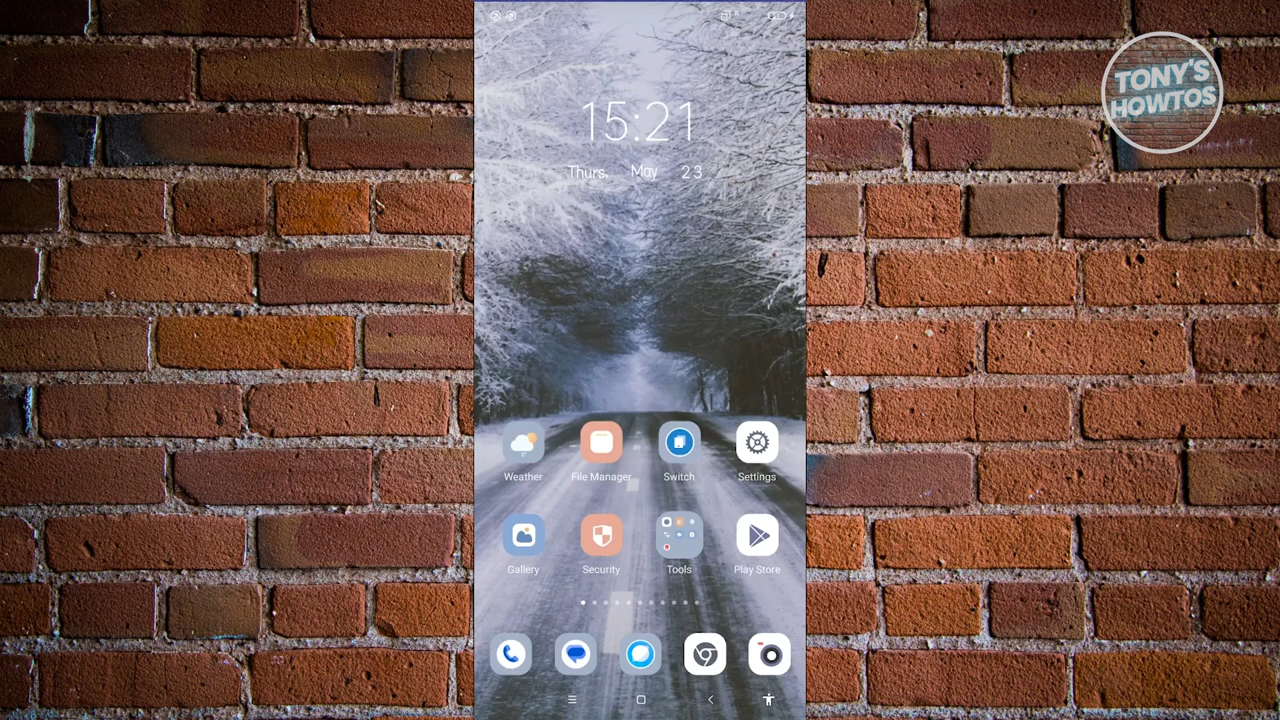 TONY'S
HOWTOS
15:21
Thurs. May 23
Weather File Manager Switch Settings
Gallery Security Tools Play Store